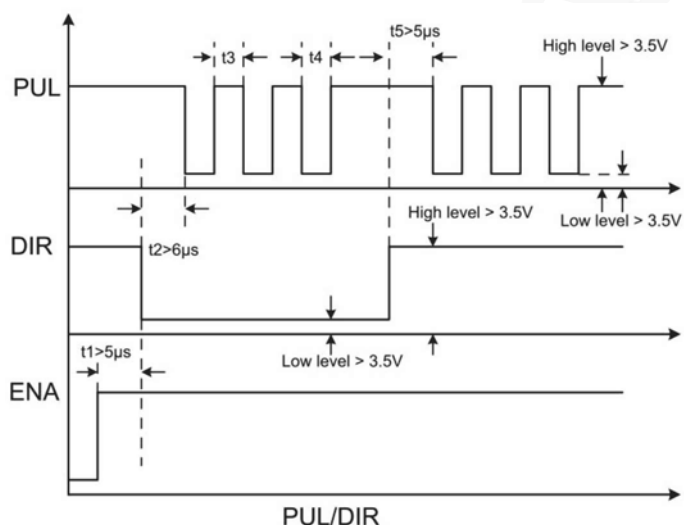 t5>5μs
High level > 3.5V
t3
t4
PUL
Low level > 3.5V
High level > 3.5V
DIR
t2>6μs
t1>5μs
Low level > 3.5V
ENA
PUL/DIR